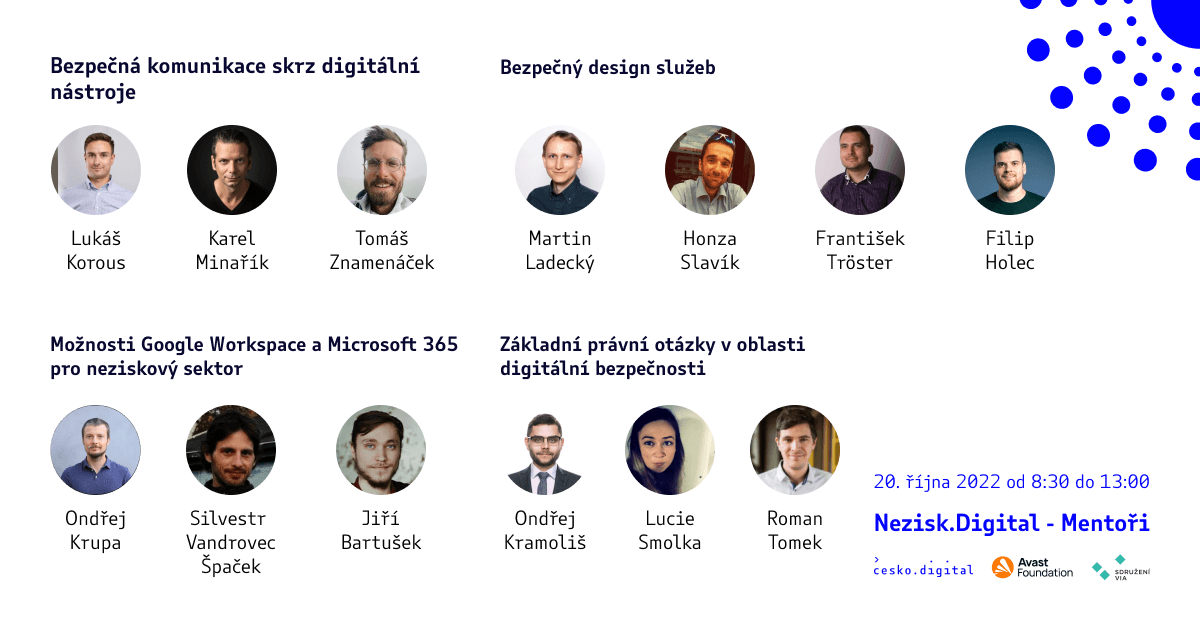 Bezpečná komunikace skrz digitální
nástroje
Lukáš
Korous
Karel
Minařík
Tomáš
Znamenáček
Bezpečný design služeb
Martin
Ladecký
Honza
Slavík
František
Tröster
Filip
Holec
Možnosti Google Workspace a Microsoft 365
pro neziskový sektor
Ondřej
Krupa
Silvestr
Vandrovec
Špaček
Jiří
Bartušek
Základní právní otázky v oblasti
digitální bezpečnosti
Ondřej
Kramoliš
Lucie
Smolka
Roman
Tomek
20. října 2022 od 8:30 do 13:00
Nezisk.Digital - Mentoři
cesko.digital
Avast
Foundation
SDRUŽENÍ
VIA